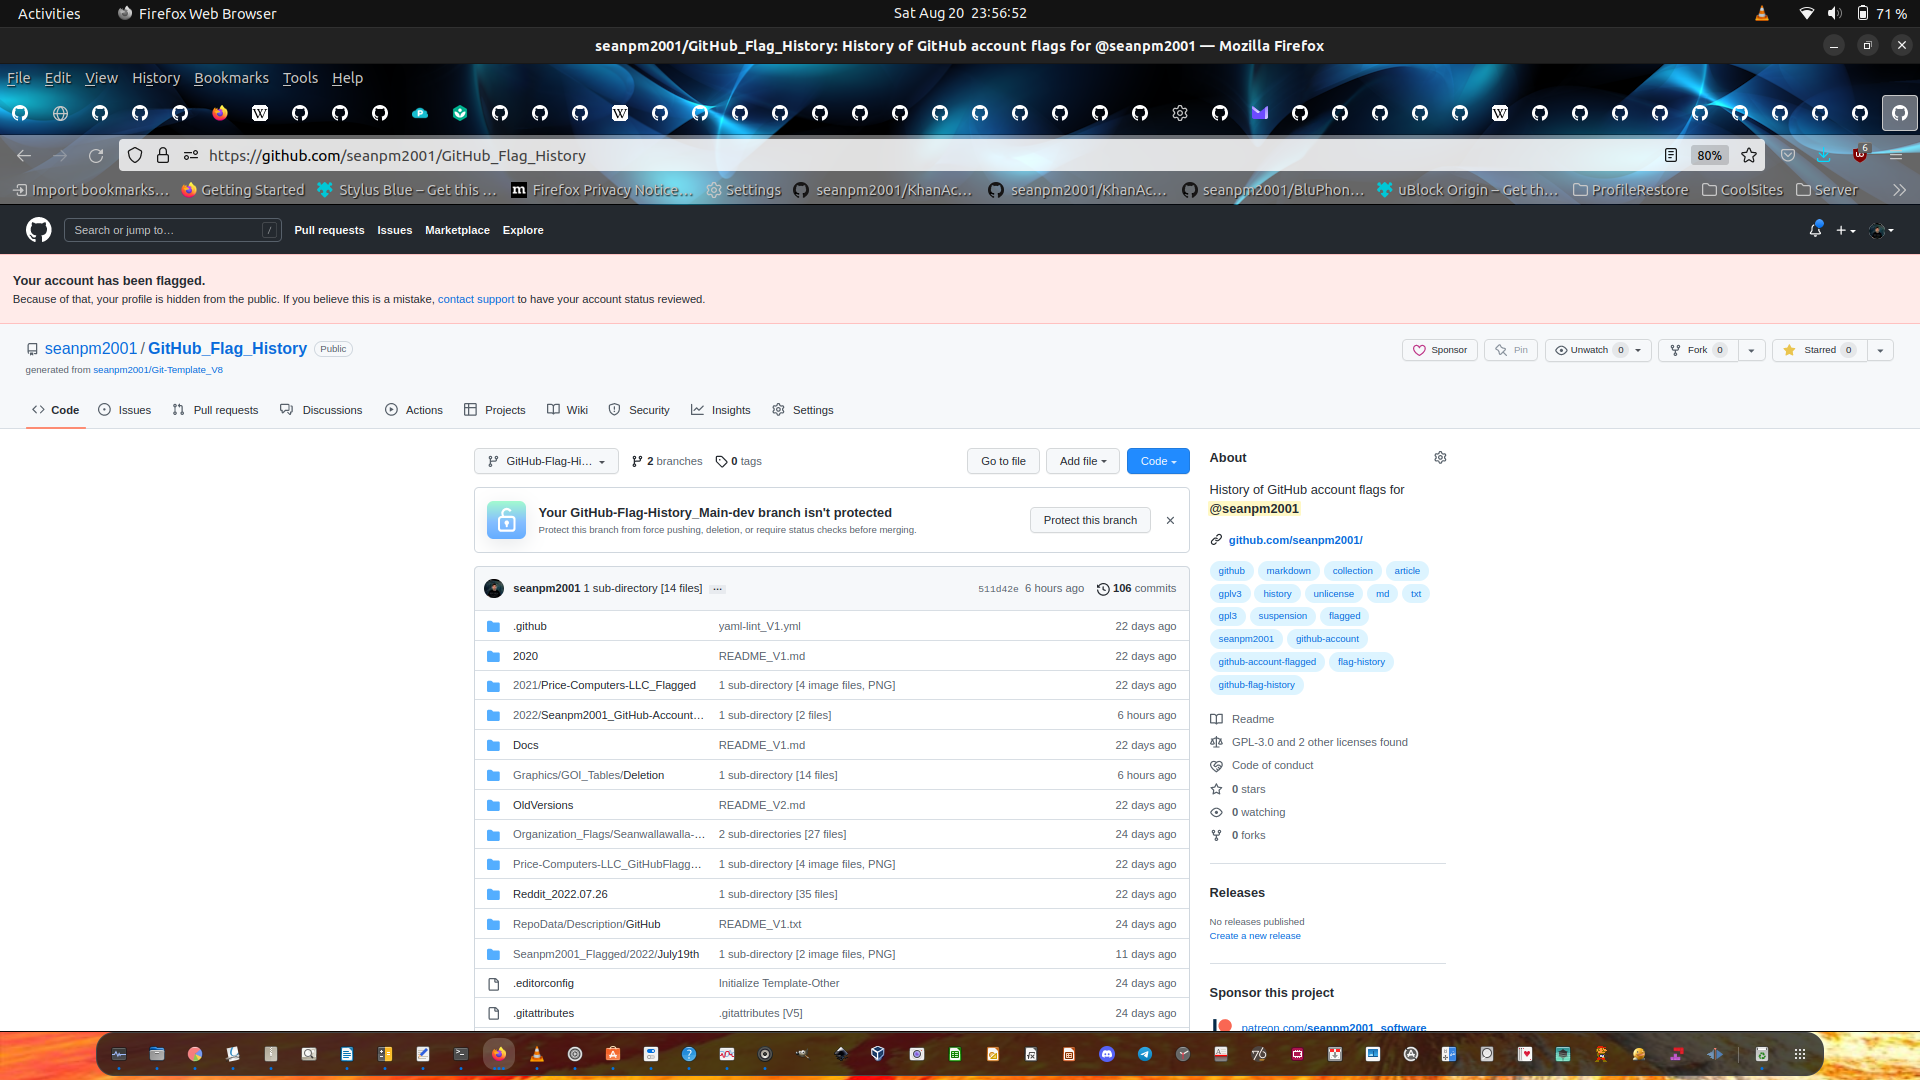 Activities Firefox Web Browser Sat Aug 20 23:56:52 71 %
seanpm2001/GitHub_Flag_History: History of GitHub account flags for @seanpm2001 — Mozilla Firefox
File Edit View History Bookmarks Tools Help
https://github.com/seanpm2001/GitHub_Flag_History 80% 6
Import bookmarks… Getting Started Stylus Blue – Get this … Firefox Privacy Notice… Settings seanpm2001/KhanAc… seanpm2001/KhanAc… seanpm2001/BluPhon… uBlock Origin – Get th… ProfileRestore CoolSites Server
Search or jump to… / Pull requests Issues Marketplace Explore
Your account has been flagged.
Because of that, your profile is hidden from the public. If you believe this is a mistake, contact support to have your account status reviewed.
seanpm2001 / GitHub_Flag_History Public Sponsor Pin Unwatch 0 Fork 0 Starred 0
generated from seanpm2001/Git-Template_V8
Code Issues Pull requests Discussions Actions Projects Wiki Security Insights Settings
GitHub-Flag-Hi… 2 branches 0 tags Go to file Add file Code
Your GitHub-Flag-History_Main-dev branch isn't protected
Protect this branch from force pushing, deletion, or require status checks before merging.
Protect this branch
seanpm2001 1 sub-directory [14 files] … 511d42e 6 hours ago 106 commits
.github yaml-lint_V1.yml 22 days ago
2020 README_V1.md 22 days ago
2021/Price-Computers-LLC_Flagged 1 sub-directory [4 image files, PNG] 22 days ago
2022/Seanpm2001_GitHub-Account… 1 sub-directory [2 files] 6 hours ago
Docs README_V1.md 22 days ago
Graphics/GOI_Tables/Deletion 1 sub-directory [14 files] 6 hours ago
OldVersions README_V2.md 22 days ago
Organization_Flags/Seanwallawalla-… 2 sub-directories [27 files] 24 days ago
Price-Computers-LLC_GitHubFlagg… 1 sub-directory [4 image files, PNG] 22 days ago
Reddit_2022.07.26 1 sub-directory [35 files] 22 days ago
RepoData/Description/GitHub README_V1.txt 24 days ago
Seanpm2001_Flagged/2022/July19th 1 sub-directory [2 image files, PNG] 11 days ago
.editorconfig Initialize Template-Other 24 days ago
.gitattributes .gitattributes [V5] 24 days ago
About
History of GitHub account flags for
@seanpm2001
github.com/seanpm2001/
github markdown collection article
gplv3 history unlicense md txt
gpl3 suspension flagged
seanpm2001 github-account
github-account-flagged flag-history
github-flag-history
Readme
GPL-3.0 and 2 other licenses found
Code of conduct
0 stars
0 watching
0 forks
Releases
No releases published
Create a new release
Sponsor this project
patreon.com/seanpm2001_software